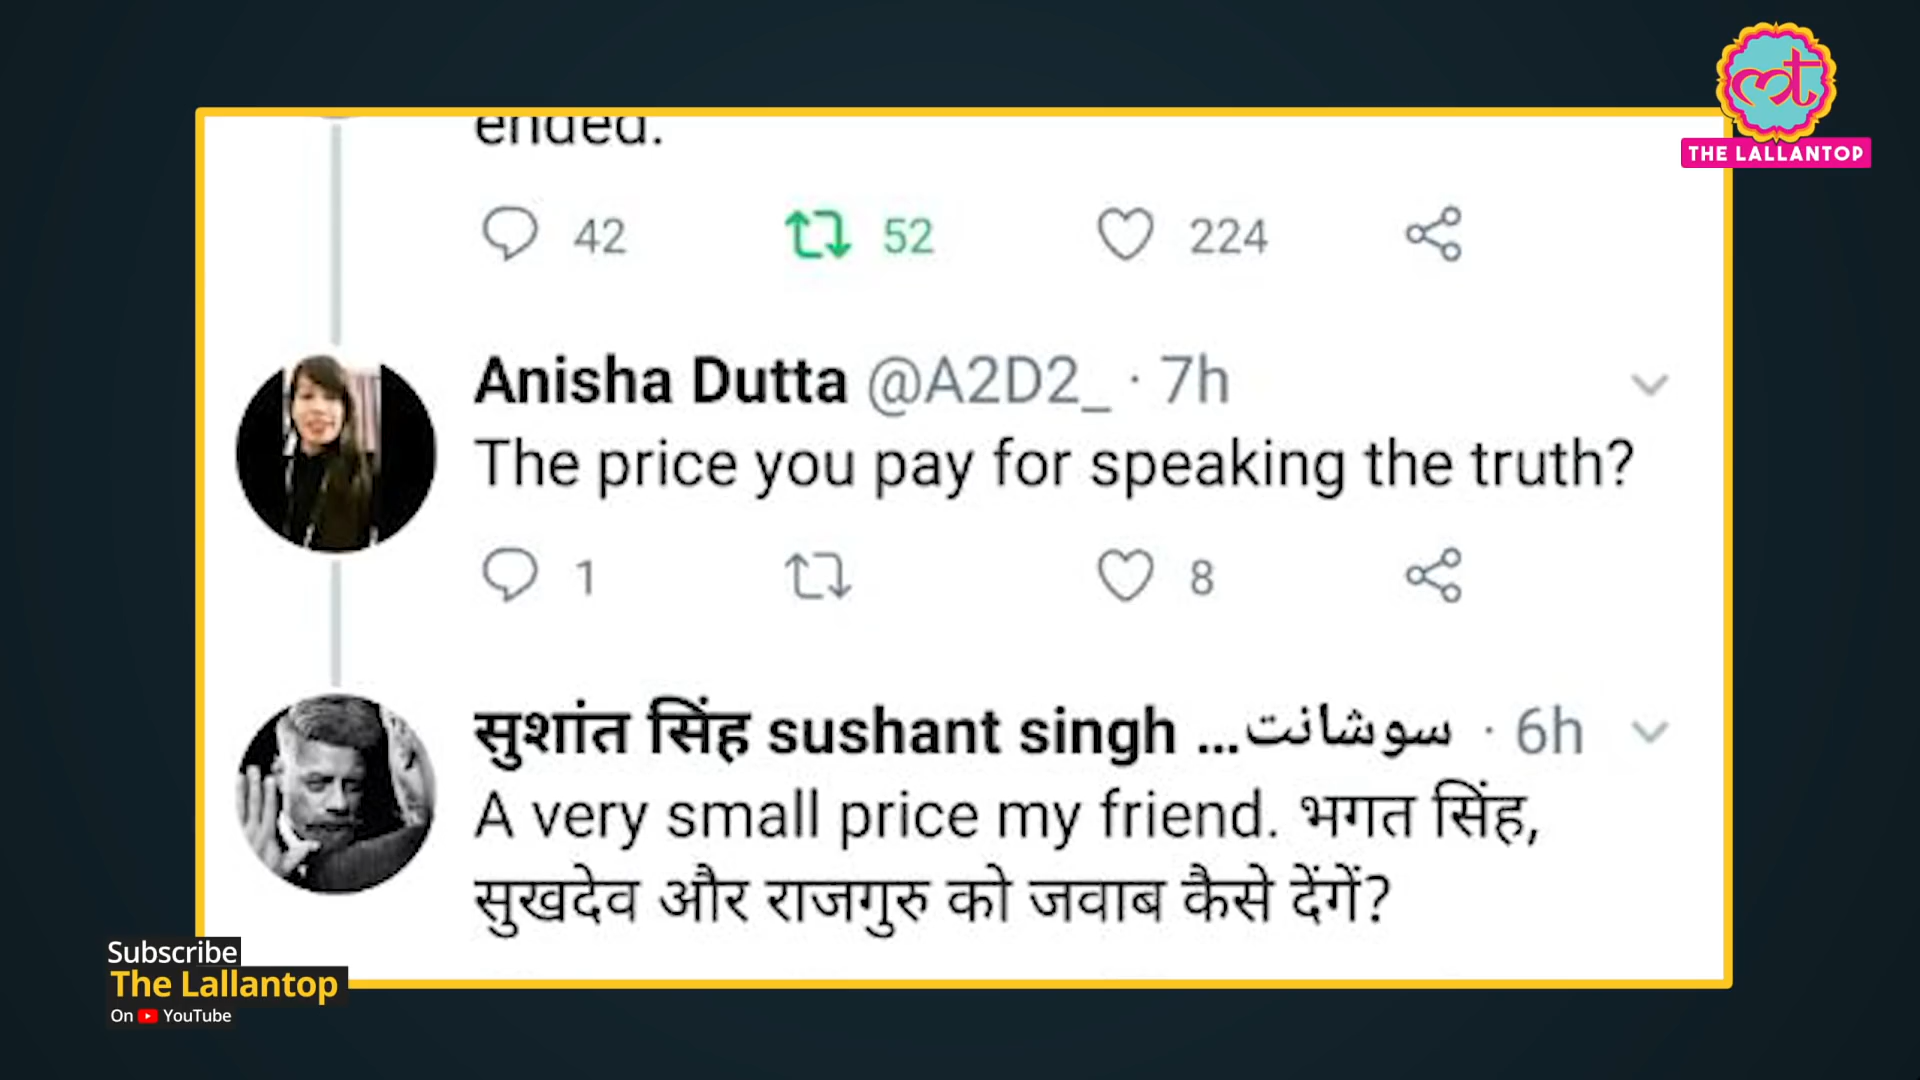 THE LALLANTOP
ended.
42 52 224
Anisha Dutta @A2D2_ · 7h
The price you pay for speaking the truth?
1 8
सुशांत सिंह sushant singh سوشانت... · 6h
A very small price my friend. भगत सिंह,
सुखदेव और राजगुरु को जवाब कैसे देंगें?
Subscribe
The Lallantop
On YouTube